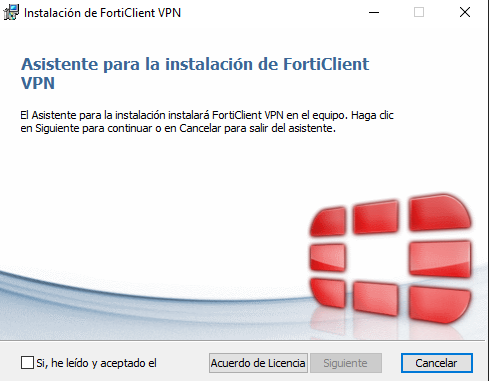 Instalación de FortiClient VPN
Asistente para la instalación de FortiClient
VPN
El Asistente para la instalación instalará FortiClient VPN en el equipo. Haga clic
en Siguiente para continuar o en Cancelar para salir del asistente.
Si, he leído y aceptado el
Acuerdo de Licencia
Siguiente
Cancelar